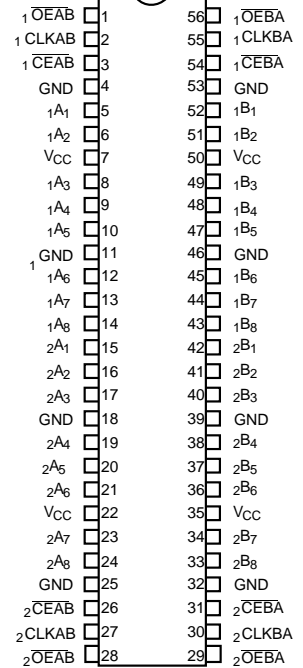 1OEAB 1 56 1OEBA
1 CLKAB 2 55 1CLKBA
1 CEAB 3 54 1CEBA
GND 4 53 GND
1A1 5 52 1B1
1A2 6 51 1B2
VCC 7 50 VCC
1A3 8 49 1B3
1A4 9 48 1B4
1A5 10 47 1B5
1 GND 11 46 GND
1A6 12 45 1B6
1A7 13 44 1B7
1A8 14 43 1B8
2A1 15 42 2B1
2A2 16 41 2B2
2A3 17 40 2B3
GND 18 39 GND
2A4 19 38 2B4
2A5 20 37 2B5
2A6 21 36 2B6
VCC 22 35 VCC
2A7 23 34 2B7
2A8 24 33 2B8
GND 25 32 GND
2CEAB 26 31 2CEBA
2CLKAB 27 30 2CLKBA
2OEAB 28 29 2OEBA